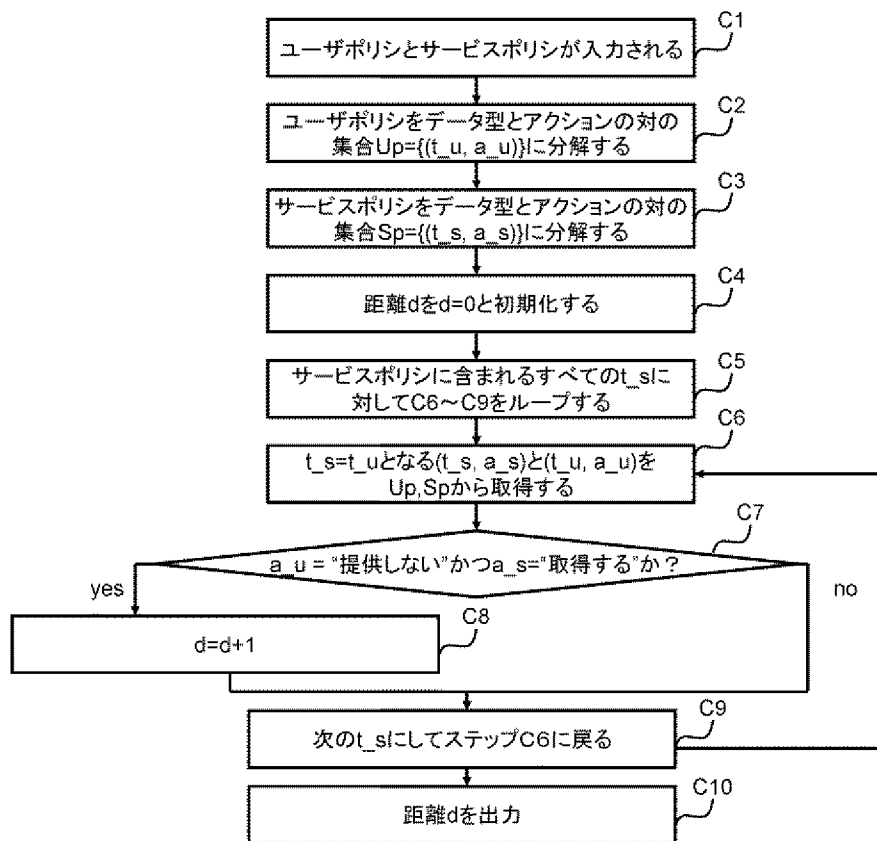 C1
ユーザポリシとサービスポリシが入力される
C2
ユーザポリシをデータ型とアクションの対の
集合Up={(t_u, a_u)}に分解する
C3
サービスポリシをデータ型とアクションの対の
集合Sp={(t_s, a_s)}に分解する
C4
距離dをd=0と初期化する
C5
サービスポリシに含まれるすべてのt_sに
対してC6～C9をループする
C6
t_s=t_uとなる(t_s, a_s)と(t_u, a_u)を
Up,Spから取得する
C7
a_u = “提供しない”かつa_s=“取得する”か？
yes
no
C8
d=d+1
C9
次のt_sにしてステップC6に戻る
C10
距離dを出力